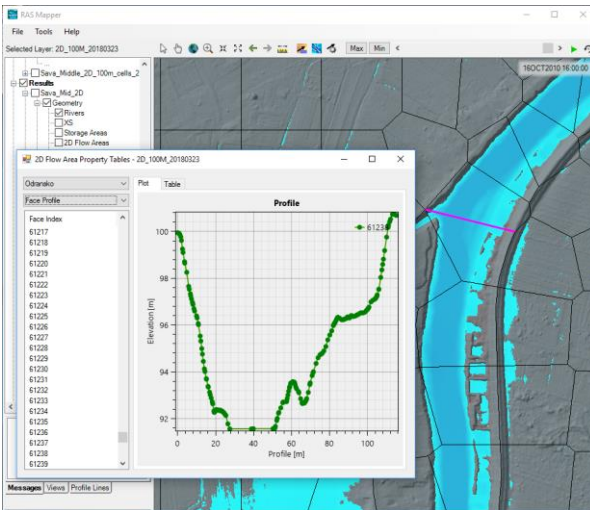 RAS Mapper
File Tools Help
Selected Layer: 2D_100M_20180323
Max Min
Sava_Middle_2D_100m_cells_2
Results
Sava_Mid_2D
Geometry
Rivers
XS
Storage Areas
2D Flow Areas
16OCT2010 16:00:00
2D Flow Area Property Tables - 2D_100M_20180323
Odransko
Face Profile
Plot Table
Face Index
61217
61218
61219
61220
61221
61222
61223
61224
61225
61226
61227
61228
61229
61230
61231
61232
61233
61234
61235
61236
61237
61238
61239
Profile
61238
Elevation [m]
100
98
96
94
92
0 20 40 60 80 100
Profile [m]
Messages Views Profile Lines